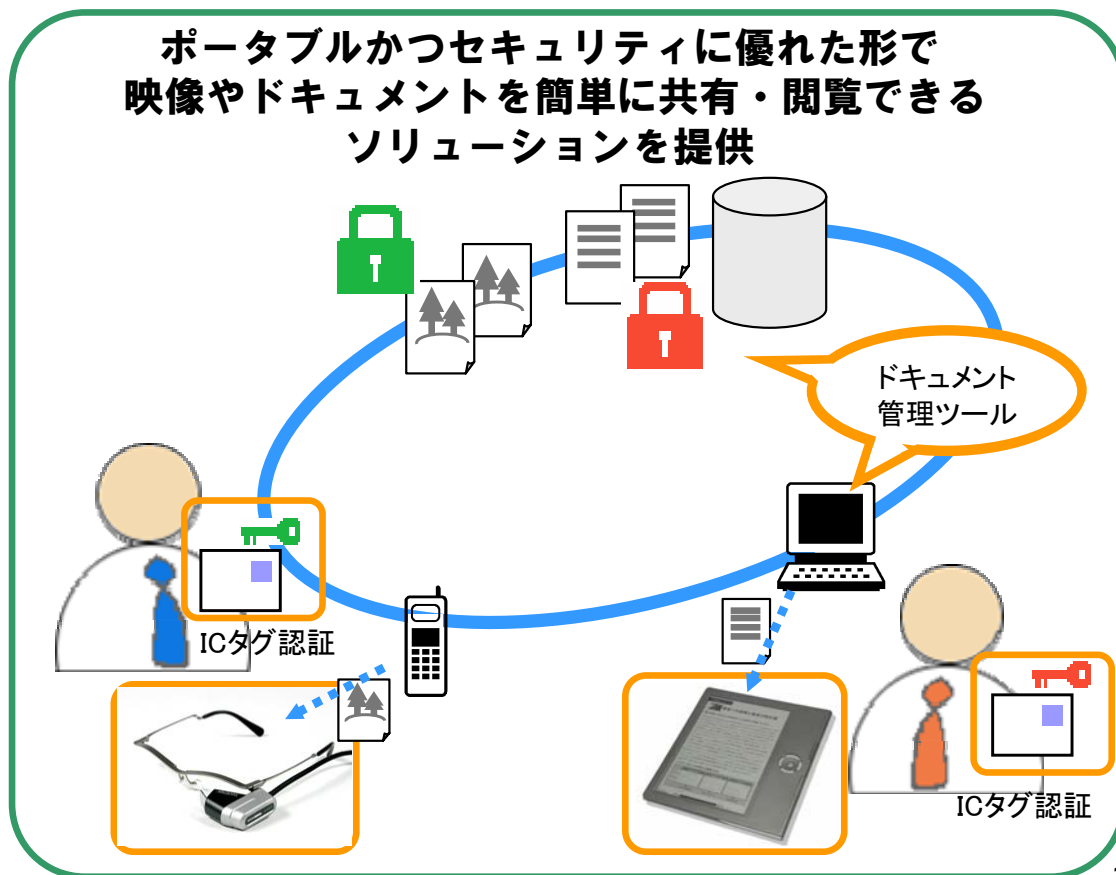 ポータブルかつセキュリティに優れた形で
映像やドキュメントを簡単に共有・閲覧できる
ソリューションを提供
ドキュメント
管理ツール
ICタグ認証
ICタグ認証